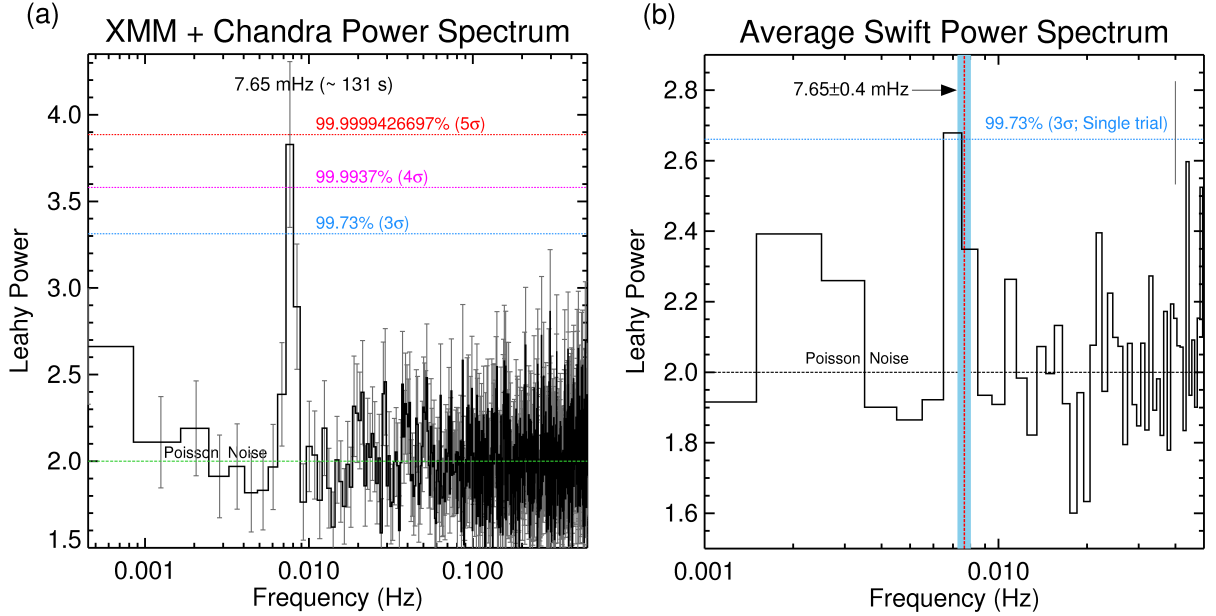 (a)
XMM + Chandra Power Spectrum
7.65 mHz (~ 131 s)
99.9999426697% (5σ)
99.9937% (4σ)
99.73% (3σ)
Poisson Noise
4.0
3.5
3.0
2.5
2.0
1.5
Leahy Power
0.001
0.010
0.100
Frequency (Hz)
(b)
Average Swift Power Spectrum
7.65±0.4 mHz
99.73% (3σ; Single trial)
Poisson Noise
2.8
2.6
2.4
2.2
2.0
1.8
1.6
Leahy Power
0.001
0.010
Frequency (Hz)